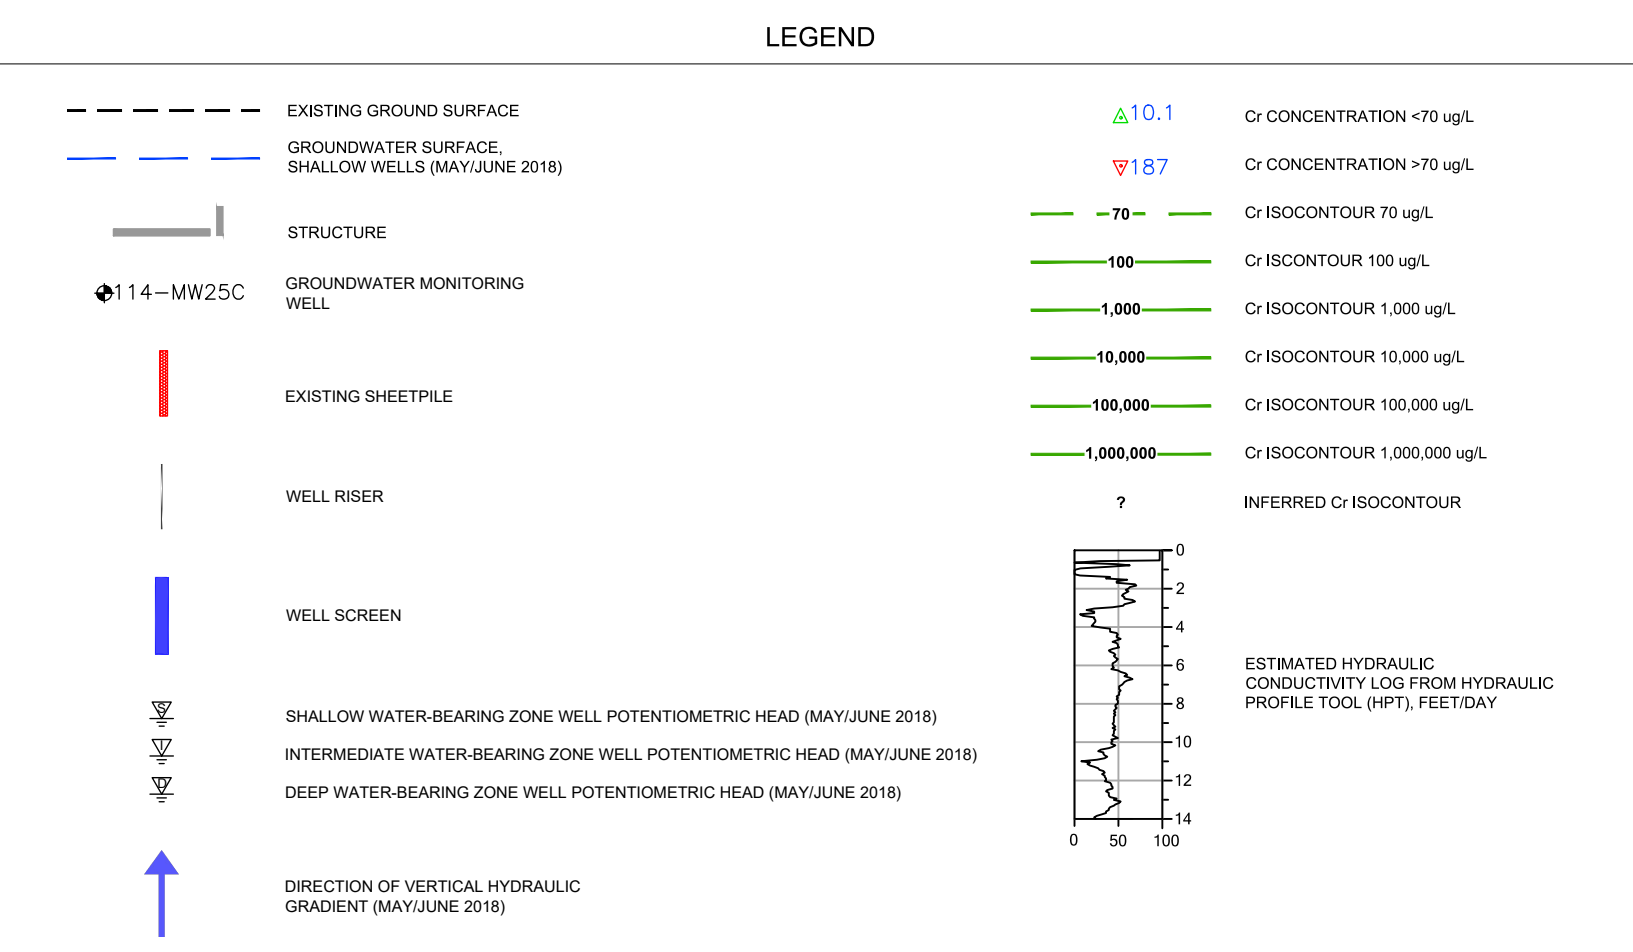 LEGEND
EXISTING GROUND SURFACE
GROUNDWATER SURFACE,
SHALLOW WELLS (MAY/JUNE 2018)
STRUCTURE
114-MW25C
GROUNDWATER MONITORING
WELL
EXISTING SHEETPILE
WELL RISER
WELL SCREEN
S
SHALLOW WATER-BEARING ZONE WELL POTENTIOMETRIC HEAD (MAY/JUNE 2018)
I
INTERMEDIATE WATER-BEARING ZONE WELL POTENTIOMETRIC HEAD (MAY/JUNE 2018)
D
DEEP WATER-BEARING ZONE WELL POTENTIOMETRIC HEAD (MAY/JUNE 2018)
DIRECTION OF VERTICAL HYDRAULIC
GRADIENT (MAY/JUNE 2018)
10.1 Cr CONCENTRATION <70 ug/L
187 Cr CONCENTRATION >70 ug/L
70 Cr ISOCONTOUR 70 ug/L
100 Cr ISCONTOUR 100 ug/L
1,000 Cr ISOCONTOUR 1,000 ug/L
10,000 Cr ISOCONTOUR 10,000 ug/L
100,000 Cr ISOCONTOUR 100,000 ug/L
1,000,000 Cr ISOCONTOUR 1,000,000 ug/L
? INFERRED Cr ISOCONTOUR
0
2
4
6
8
10
12
14
0 50 100
ESTIMATED HYDRAULIC
CONDUCTIVITY LOG FROM HYDRAULIC
PROFILE TOOL (HPT), FEET/DAY